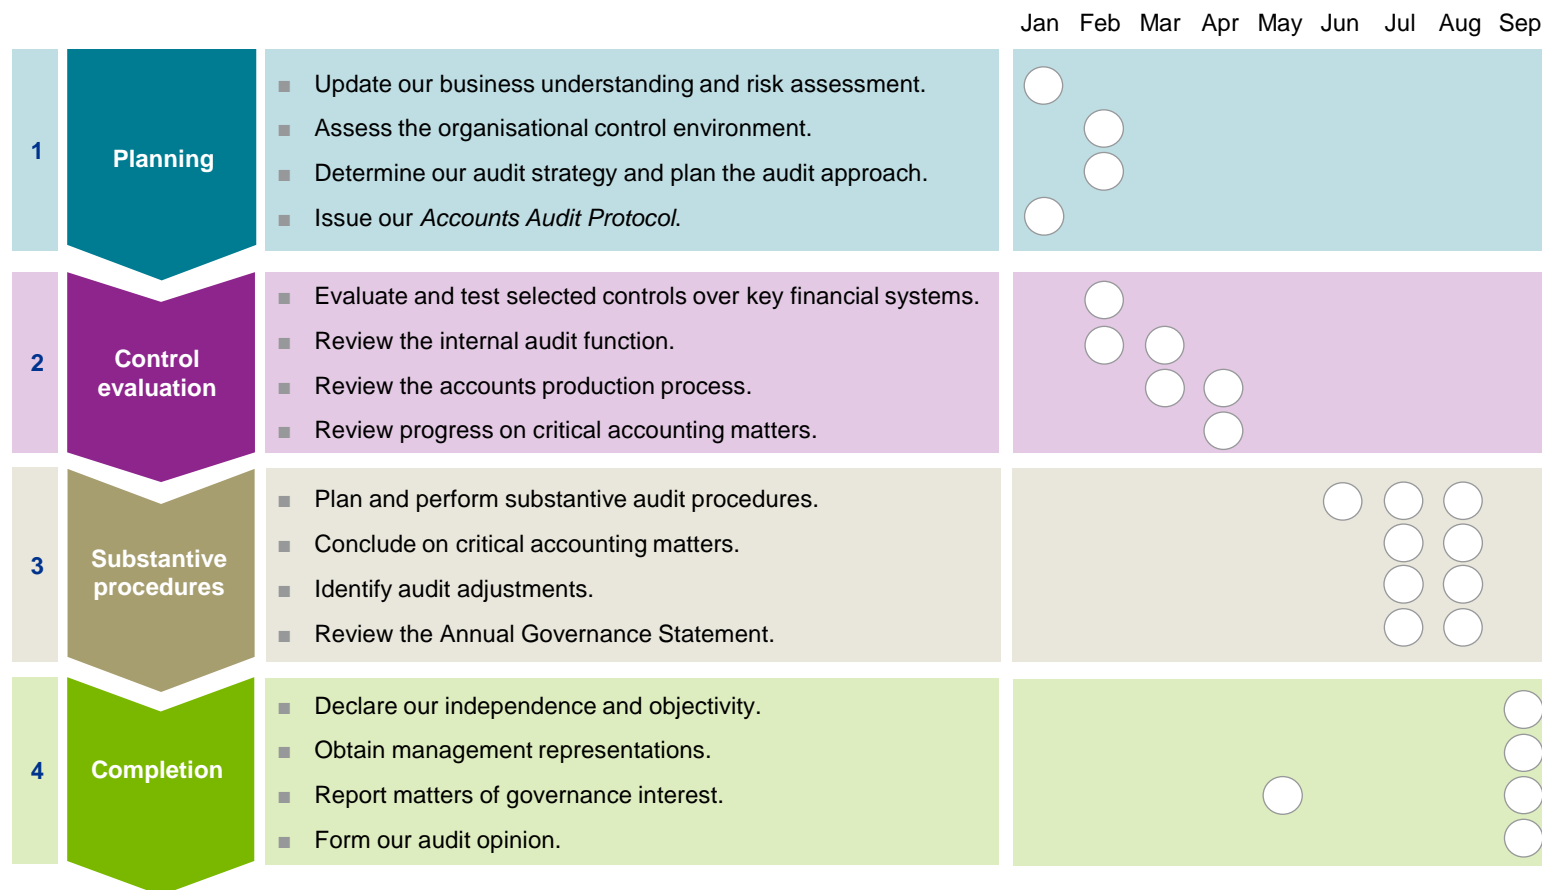 Jan Feb Mar Apr May Jun Jul Aug Sep
1
Planning
■ Update our business understanding and risk assessment.
■ Assess the organisational control environment.
■ Determine our audit strategy and plan the audit approach.
■ Issue our Accounts Audit Protocol.
2
Control
evaluation
■ Evaluate and test selected controls over key financial systems.
■ Review the internal audit function.
■ Review the accounts production process.
■ Review progress on critical accounting matters.
3
Substantive
procedures
■ Plan and perform substantive audit procedures.
■ Conclude on critical accounting matters.
■ Identify audit adjustments.
■ Review the Annual Governance Statement.
4
Completion
■ Declare our independence and objectivity.
■ Obtain management representations.
■ Report matters of governance interest.
■ Form our audit opinion.